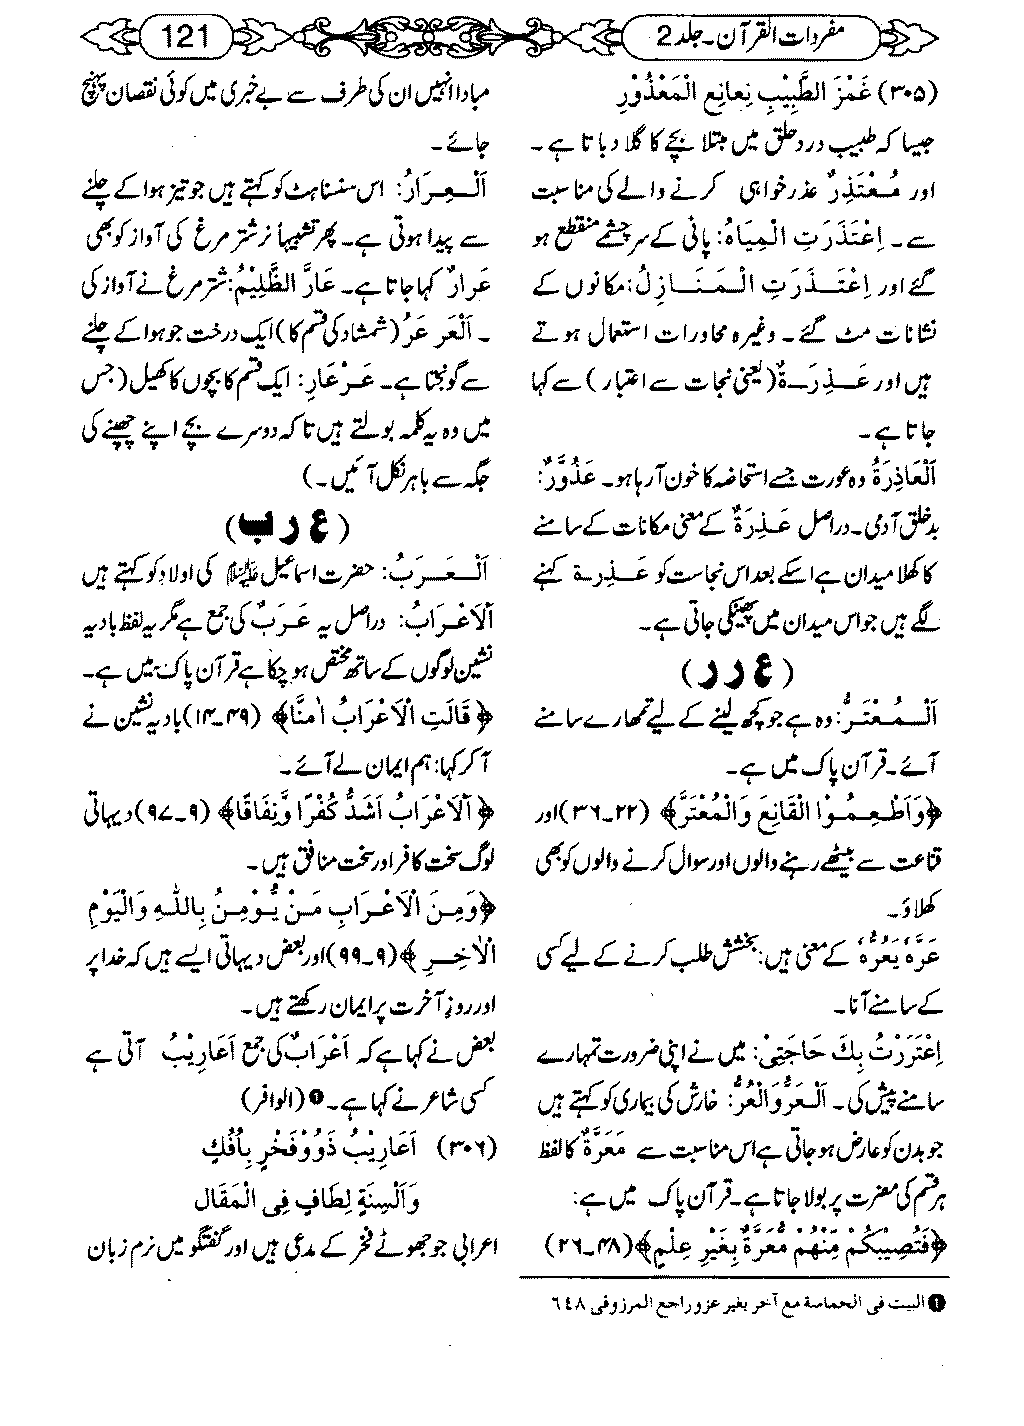 مفردات القرآن۔جلد 2
121
(۳۰۵) غَمْزَ الطَّبِيْبِ نَعَانِعَ الْمَعْذُوْرِ
جیسا کہ طبیب درد حلق میں مبتلا بچے کا گلا دباتا ہے ۔
اور مُعْتَذِرٌ عذر خواہی کرنے والے کی مناسبت
سے ۔ اِعْتَذَرَتِ الْمِيَاهُ: پانی کے سر چشمے منقطع ہو
گئے اور اِعْتَذَرَتِ الْمَنَازِلُ: مکانوں کے
نشانات مٹ گئے ۔ وغیرہ محاورات استعمال ہوتے
ہیں اور عَذِرَةٌ (یعنی نجات سے اعتبار) سے کہا
جاتا ہے۔
اَلْعَاذِرَةُ وہ عورت جسے استحاضہ کا خون آرہا ہو۔ عَذُوْرٌ:
بدخلق آدمی۔ دراصل عَذِرَةٌ کے معنی مکانات کے سامنے
کا کھلا میدان ہے اسکے بعد اس نجاست کو عَذِرة کہنے
لگے ہیں جو اس میدان میں پھینکی جاتی ہے۔
(ع ر ر)
اَلْمُعْتَرُّ: وہ ہے جو کچھ لینے کے لیے تمہارے سامنے
آئے۔ قرآن پاک میں ہے۔
﴿وَاَطْعِمُوْا الْقَانِعَ وَالْمُعْتَرَّ﴾ (۲۲۔۳۶) اور
قناعت سے بیٹھے رہنے والوں اور سوال کرنے والوں کو بھی
کھلاؤ۔
عَرَّهُ يَعُرُّهُ کے معنی ہیں: بخشش طلب کرنے کے لیے کسی
کے سامنے آنا۔
اِعْتَرَرْتُ بِكَ حَاجَتِیْ: میں نے اپنی ضرورت تمہارے
سامنے پیش کی۔ اَلْعَرُّ وَالْعُرُّ: خارش کی بیماری کو کہتے ہیں
جو بدن کو عارض ہو جاتی ہے اس مناسبت سے مَعَرَّةٌ کا لفظ
ہر قسم کی مضرت پر بولا جاتا ہے۔ قرآن پاک میں ہے:
﴿فَتُصِيْبَكُمْ مِّنْهُمْ مَّعَرَّةٌ بِغَيْرِ عِلْمٍ﴾ (۴۸۔۲۶)
مبادا انہیں ان کی طرف سے بے خبری میں کوئی نقصان پہنچ
جائے۔
اَلْعِرَارُ: اس سنسناہٹ کو کہتے ہیں جو تیز ہوا کے چلنے
سے پیدا ہوتی ہے۔ پھر تشبیہاً نر شتر مرغ کی آواز کو بھی
عَرارٌ کہا جاتا ہے۔ عَارَّ الظَّلِيْمُ: شتر مرغ نے آواز کی
۔ اَلْعَرْ عَرُ (شمشاد کی قسم کا) ایک درخت جو ہوا کے چلنے
سے گونجتا ہے۔ عَرْعَارِ: ایک قسم کا بچوں کا کھیل (جس
میں وہ یہ کلمہ بولتے ہیں تاکہ دوسرے بچے اپنے چھپنے کی
جگہ سے باہر نکل آئیں۔)
(ع ر ب)
اَلْعَرَبُ: حضرت اسماعیل علیہ السلام کی اولاد کو کہتے ہیں
اَلْاَعْرَابُ: دراصل یہ عَرَبٌ کی جمع ہے مگر یہ لفظ بادیہ
نشین لوگوں کے ساتھ مختص ہو چکا ہے قرآن پاک میں ہے۔
﴿قَالَتِ الْاَعْرَابُ اٰمَنَّا﴾ (۴۹۔۱۴) بادیہ نشین نے
آکر کہا: ہم ایمان لے آئے۔
﴿اَلْاَعْرَابُ اَشَدُّ كُفْرًا وَّنِفَاقًا﴾ (۹۔۹۷) دیہاتی
لوگ سخت کافر اور سخت منافق ہیں۔
﴿وَمِنَ الْاَعْرَابِ مَنْ يُّوْمِنُ بِاللّٰهِ وَالْيَوْمِ
الْاٰخِرِ﴾ (۹۔۹۹) اور بعض دیہاتی ایسے ہیں کہ خدا پر
اور روز آخرت پر ایمان رکھتے ہیں۔
بعض نے کہا ہے کہ اَعْرَابٌ کی جمع اَعَارِيْبُ آتی ہے
کسی شاعر نے کہا ہے۔❶ (الوافر)
(۳۰۶) اَعَارِيْبُ ذَوُوْ فَخْرٍ بِاُفُكٍ
وَاَلْسِنَةٍ لِطَافٍ فِی الْمَقَال
اعرابی جو جھوٹے فخر کے مدعی ہیں اور گفتگو میں نرم زبان
❶ البیت فی الحماسة مع آخر بغیر عزو راجع المرزوقی ٦٤٨